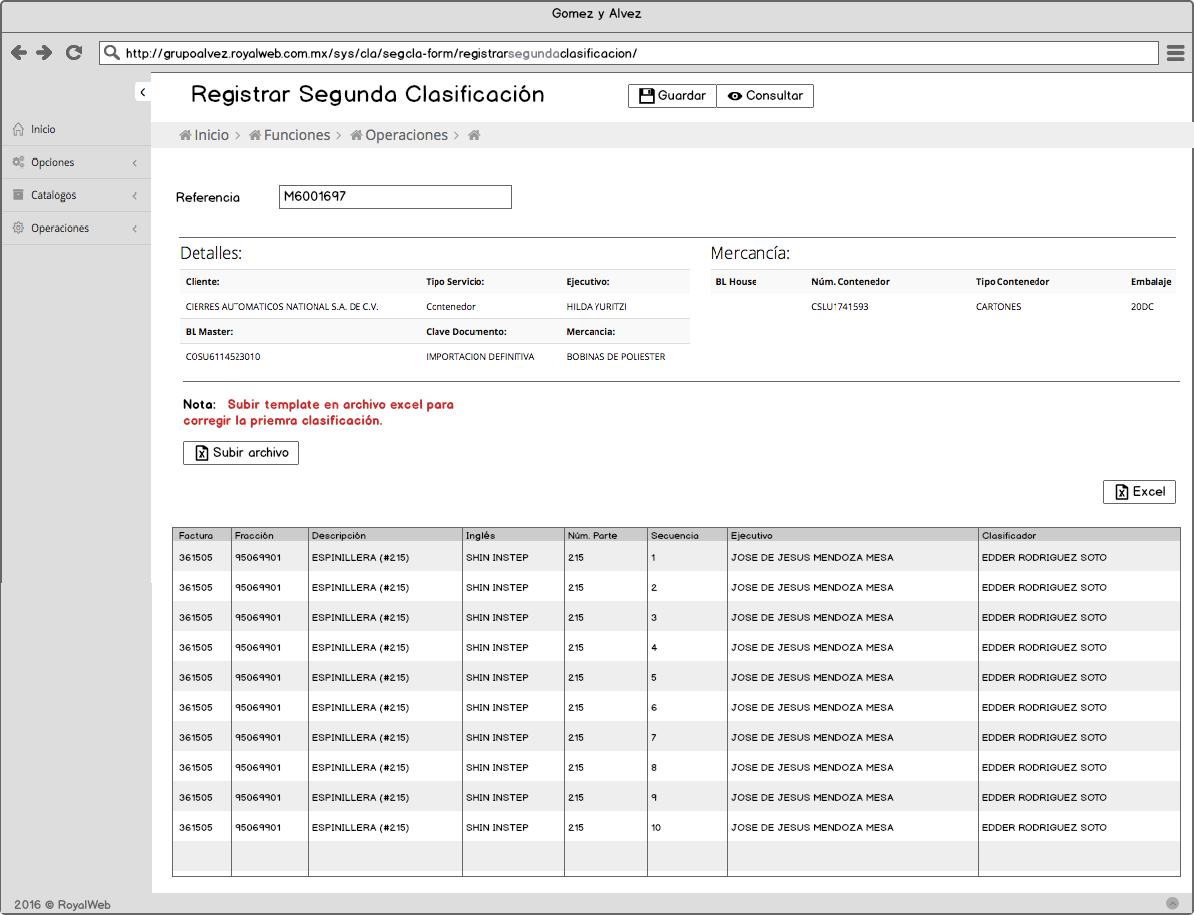 Gomez y Alvez
http://grupoalvez.royalweb.com.mx/sys/cla/segcla-form/registrarsegundaclasificacion/
Registrar Segunda Clasificación
Guardar Consultar
Inicio > Funciones > Operaciones >
Inicio
Opciones
Catalogos
Operaciones
Referencia M6001697
Detalles: Mercancía:
Cliente: Tipo Servicio: Ejecutivo: BL House Núm. Contenedor Tipo Contenedor Embalaje
CIERRES AUTOMATICOS NATIONAL S.A. DE C.V. Contenedor HILDA YURITZI CSLU1741593 CARTONES 20DC
BL Master: Clave Documento: Mercancia:
COSU6114523010 IMPORTACION DEFINITIVA BOBINAS DE POLIESTER
Nota: Subir template en archivo excel para
corregir la priemra clasificación.
Subir archivo
Excel
Factura Fracción Descripción Inglés Núm. Parte Secuencia Ejecutivo Clasificador
361505 95069901 ESPINILLERA (#215) SHIN INSTEP 215 1 JOSE DE JESUS MENDOZA MESA EDDER RODRIGUEZ SOTO
361505 95069901 ESPINILLERA (#215) SHIN INSTEP 215 2 JOSE DE JESUS MENDOZA MESA EDDER RODRIGUEZ SOTO
361505 95069901 ESPINILLERA (#215) SHIN INSTEP 215 3 JOSE DE JESUS MENDOZA MESA EDDER RODRIGUEZ SOTO
361505 95069901 ESPINILLERA (#215) SHIN INSTEP 215 4 JOSE DE JESUS MENDOZA MESA EDDER RODRIGUEZ SOTO
361505 95069901 ESPINILLERA (#215) SHIN INSTEP 215 5 JOSE DE JESUS MENDOZA MESA EDDER RODRIGUEZ SOTO
361505 95069901 ESPINILLERA (#215) SHIN INSTEP 215 6 JOSE DE JESUS MENDOZA MESA EDDER RODRIGUEZ SOTO
361505 95069901 ESPINILLERA (#215) SHIN INSTEP 215 7 JOSE DE JESUS MENDOZA MESA EDDER RODRIGUEZ SOTO
361505 95069901 ESPINILLERA (#215) SHIN INSTEP 215 8 JOSE DE JESUS MENDOZA MESA EDDER RODRIGUEZ SOTO
361505 95069901 ESPINILLERA (#215) SHIN INSTEP 215 9 JOSE DE JESUS MENDOZA MESA EDDER RODRIGUEZ SOTO
361505 95069901 ESPINILLERA (#215) SHIN INSTEP 215 10 JOSE DE JESUS MENDOZA MESA EDDER RODRIGUEZ SOTO
2016 © RoyalWeb